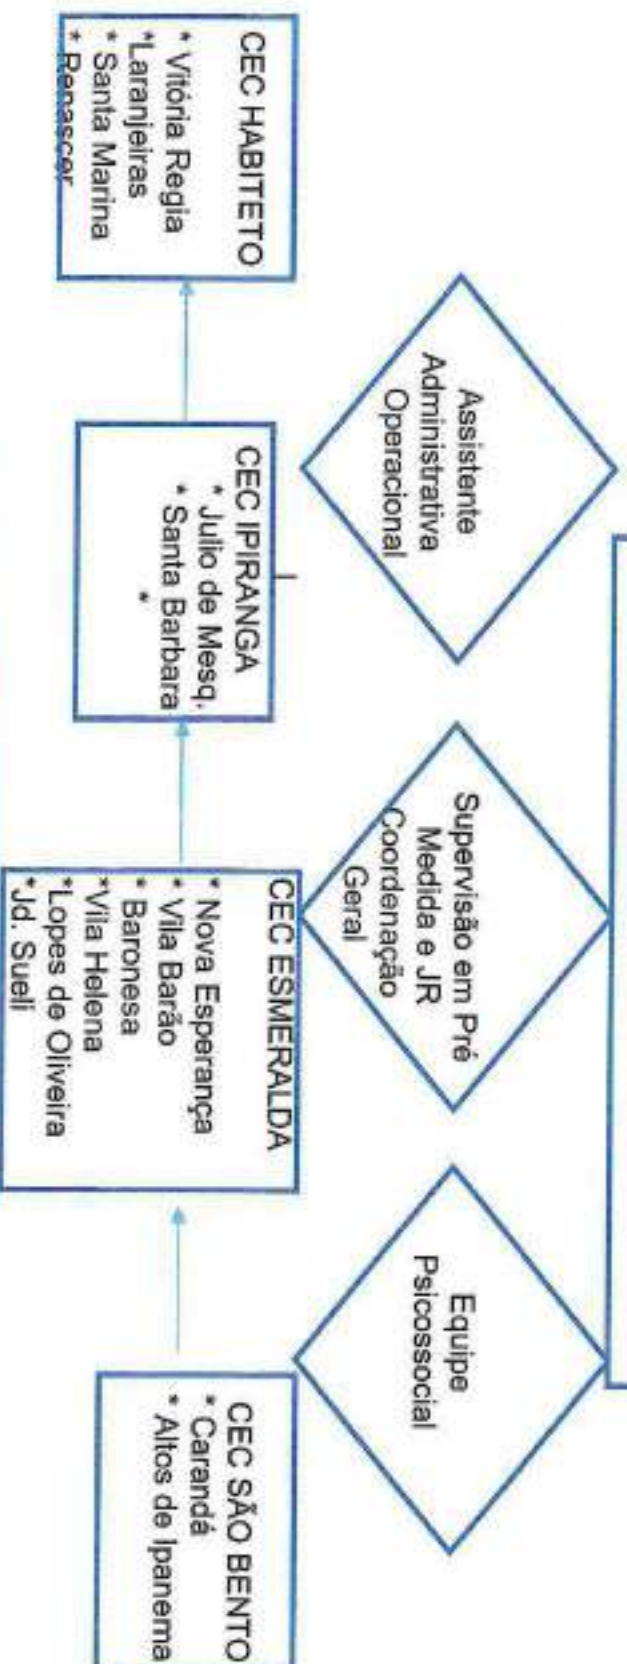 Assistente
Administrativa
Operacional
Supervisão em Pré
Medida e JR
Coordenação
Geral
Equipe
Psicossocial
CEC HABITETO
* Vitória Regia
*Laranjeiras
* Santa Marina
* Renascer
CEC IPIRANGA
* Julio de Mesq.
* Santa Barbara
*
CEC ESMERALDA
* Nova Esperança
* Vila Barão
* Baronesa
*Vila Helena
*Lopes de Oliveira
*Jd. Sueli
CEC SÃO BENTO
* Carandá
* Altos de Ipanema